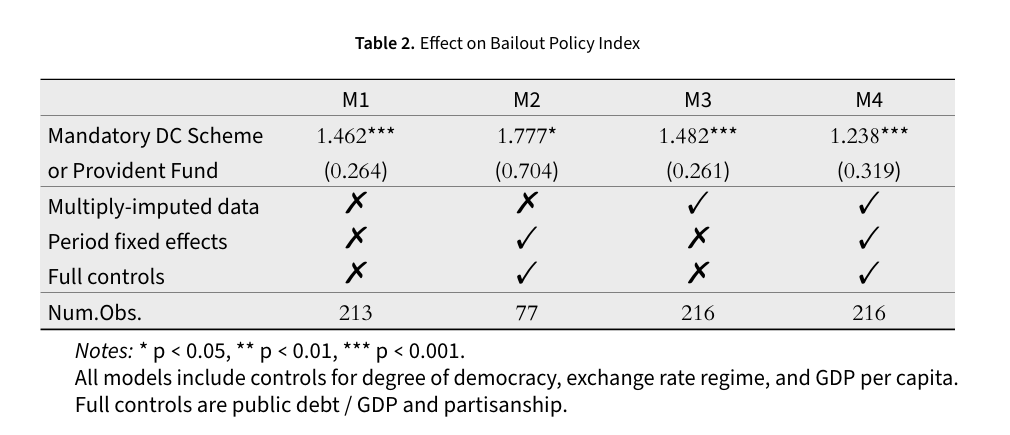 Table 2. Effect on Bailout Policy Index
M1 M2 M3 M4
Mandatory DC Scheme 1.462*** 1.777* 1.482*** 1.238***
or Provident Fund (0.264) (0.704) (0.261) (0.319)
Multiply-imputed data ✗ ✗ ✓ ✓
Period fixed effects ✗ ✓ ✗ ✓
Full controls ✗ ✓ ✗ ✓
Num.Obs. 213 77 216 216
Notes: * p < 0.05, ** p < 0.01, *** p < 0.001.
All models include controls for degree of democracy, exchange rate regime, and GDP per capita.
Full controls are public debt / GDP and partisanship.